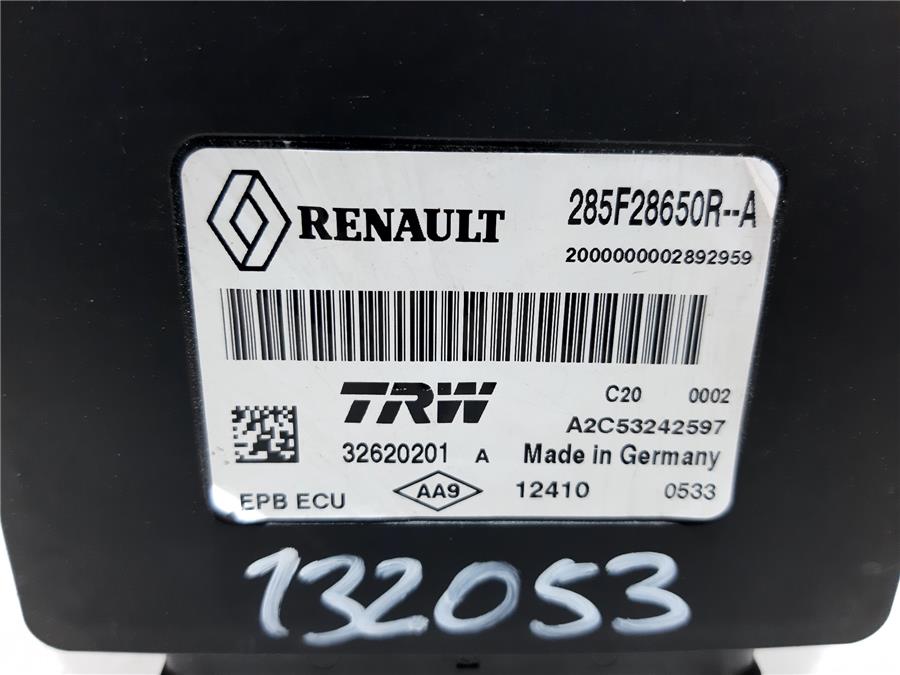 RENAULT 285F28650R--A
2000000002892959
TRW C20 0002
A2C53242597
32620201 A Made in Germany
EPB ECU AA9 12410 0533
132053